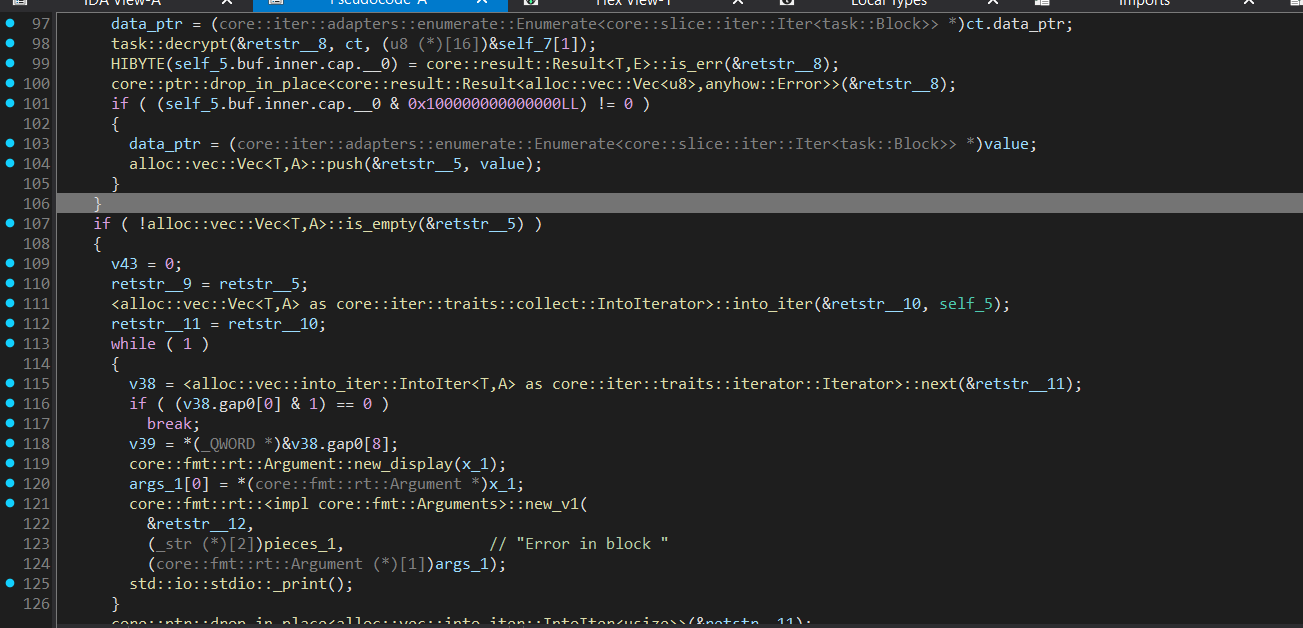 IDA View-A Pseudocode-A Hex View-1 Local Types Imports
97 data_ptr = (core::iter::adapters::enumerate::Enumerate<core::slice::iter::Iter<task::Block>> *)ct.data_ptr;
98 task::decrypt(&retstr__8, ct, (u8 (*)[16])&self_7[1]);
99 HIBYTE(self_5.buf.inner.cap.__0) = core::result::Result<T,E>::is_err(&retstr__8);
100 core::ptr::drop_in_place<core::result::Result<alloc::vec::Vec<u8>,anyhow::Error>>(&retstr__8);
101 if ( (self_5.buf.inner.cap.__0 & 0x100000000000000LL) != 0 )
102 {
103 data_ptr = (core::iter::adapters::enumerate::Enumerate<core::slice::iter::Iter<task::Block>> *)value;
104 alloc::vec::Vec<T,A>::push(&retstr__5, value);
105 }
106 }
107 if ( !alloc::vec::Vec<T,A>::is_empty(&retstr__5) )
108 {
109 v43 = 0;
110 retstr__9 = retstr__5;
111 <alloc::vec::Vec<T,A> as core::iter::traits::collect::IntoIterator>::into_iter(&retstr__10, self_5);
112 retstr__11 = retstr__10;
113 while ( 1 )
114 {
115 v38 = <alloc::vec::into_iter::IntoIter<T,A> as core::iter::traits::iterator::Iterator>::next(&retstr__11);
116 if ( (v38.gap0[0] & 1) == 0 )
117 break;
118 v39 = *(_QWORD *)&v38.gap0[8];
119 core::fmt::rt::Argument::new_display(x_1);
120 args_1[0] = *(core::fmt::rt::Argument *)x_1;
121 core::fmt::rt::<impl core::fmt::Arguments>::new_v1(
122 &retstr__12,
123 (_str (*)[2])pieces_1, // "Error in block "
124 (core::fmt::rt::Argument (*)[1])args_1);
125 std::io::stdio::_print();
126 }
core::ptr::drop_in_place<alloc::vec::into_iter::IntoIter<usize>>(&retstr__11);